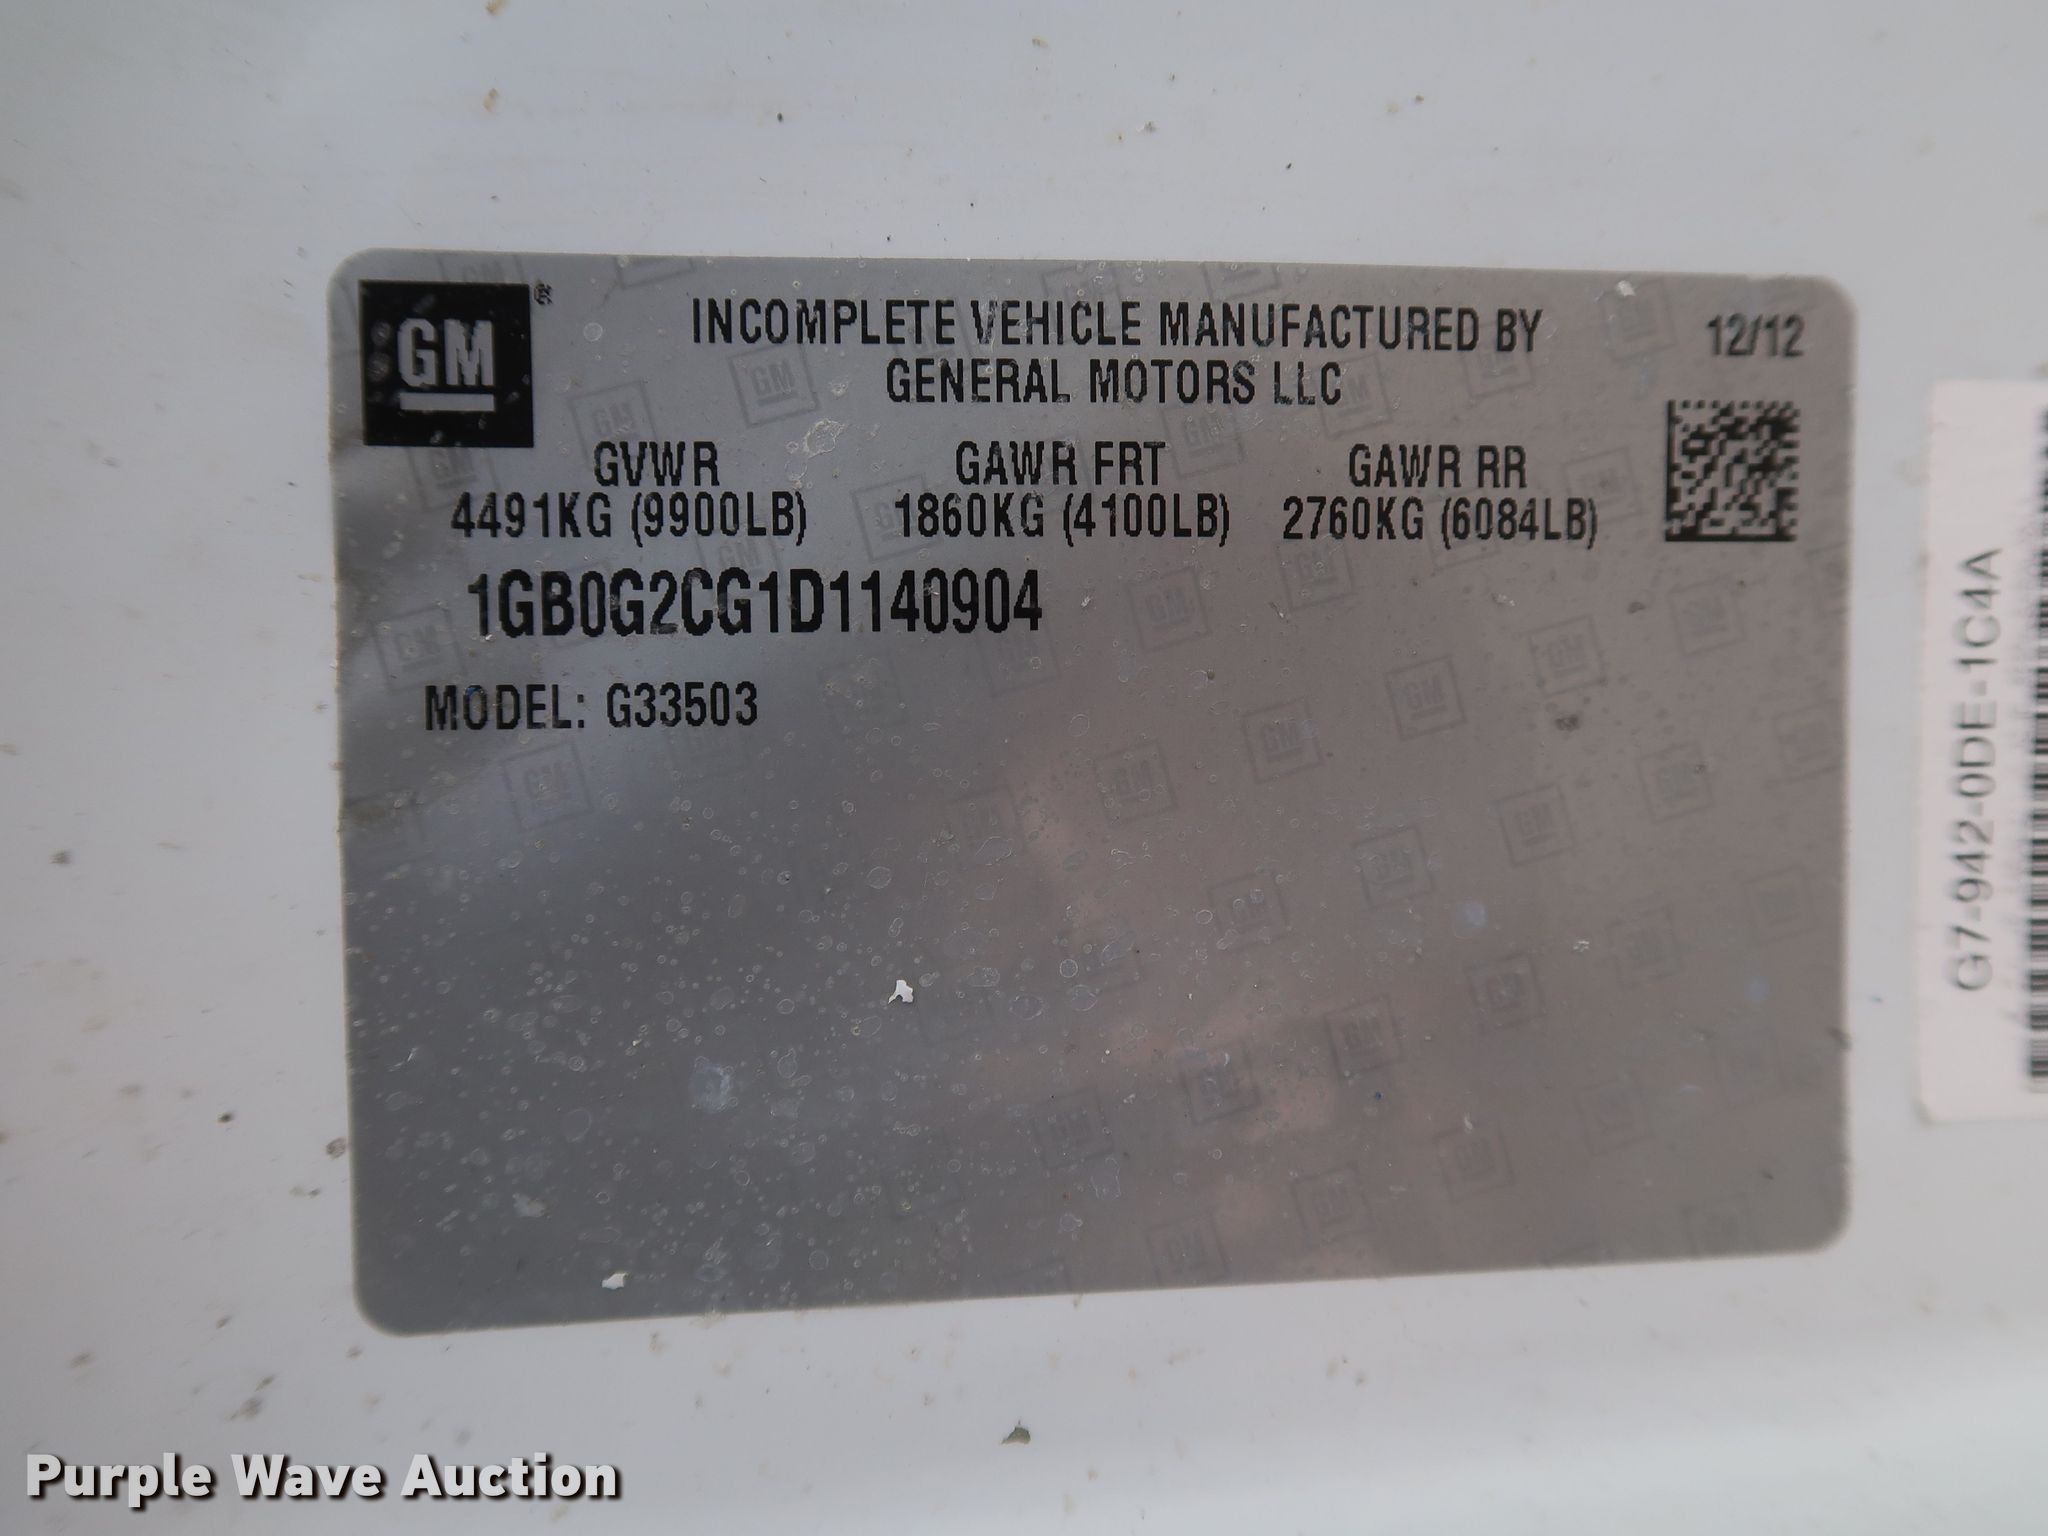 GM®
INCOMPLETE VEHICLE MANUFACTURED BY
GENERAL MOTORS LLC
12/12
GVWR
4491KG (9900LB)
GAWR FRT
1860KG (4100LB)
GAWR RR
2760KG (6084LB)
1GB0G2CG1D1140904
MODEL: G33503
G7-942-0DE-1C4A
Purple Wave Auction